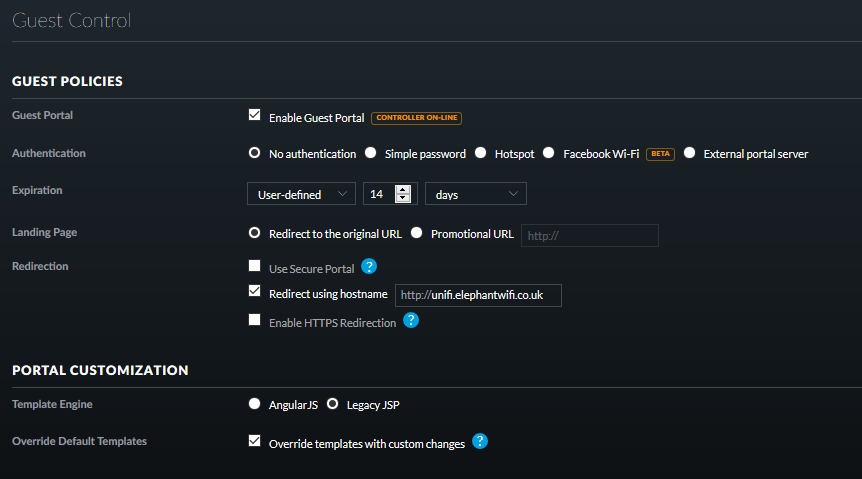 Guest Control
GUEST POLICIES
Guest Portal Enable Guest Portal CONTROLLER ON-LINE
Authentication No authentication Simple password Hotspot Facebook Wi-Fi BETA External portal server
Expiration User-defined 14 days
Landing Page Redirect to the original URL Promotional URL http://
Redirection Use Secure Portal ?
Redirect using hostname http://unifi.elephantwifi.co.uk
Enable HTTPS Redirection ?
PORTAL CUSTOMIZATION
Template Engine AngularJS Legacy JSP
Override Default Templates Override templates with custom changes ?